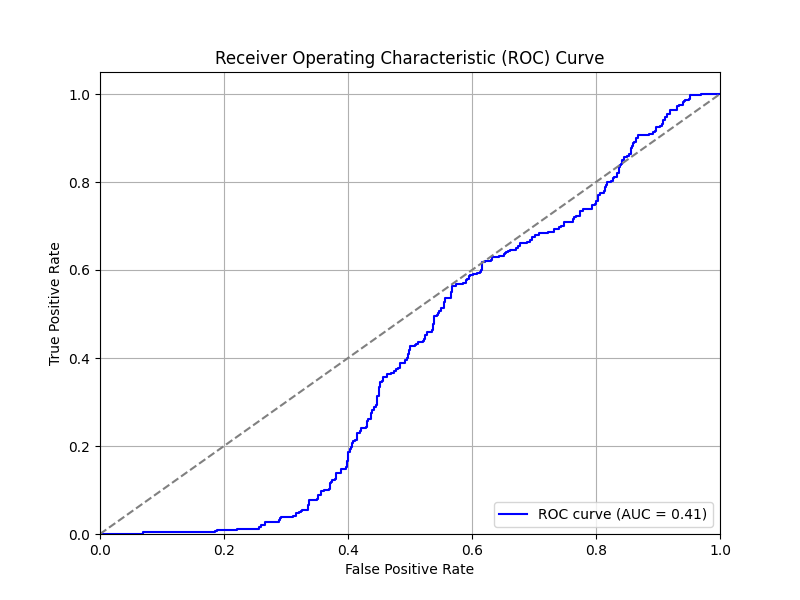 Receiver Operating Characteristic (ROC) Curve
True Positive Rate
1.0
0.8
0.6
0.4
0.2
0.0
0.0 0.2 0.4 0.6 0.8 1.0
False Positive Rate
ROC curve (AUC = 0.41)